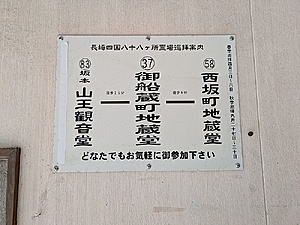 長崎四国八十八ヶ所霊場巡拝案内
58
西坂町地蔵堂
37
御船蔵町地蔵堂
83
坂本
山王観音堂
どなたでもお気軽に御参加下さい